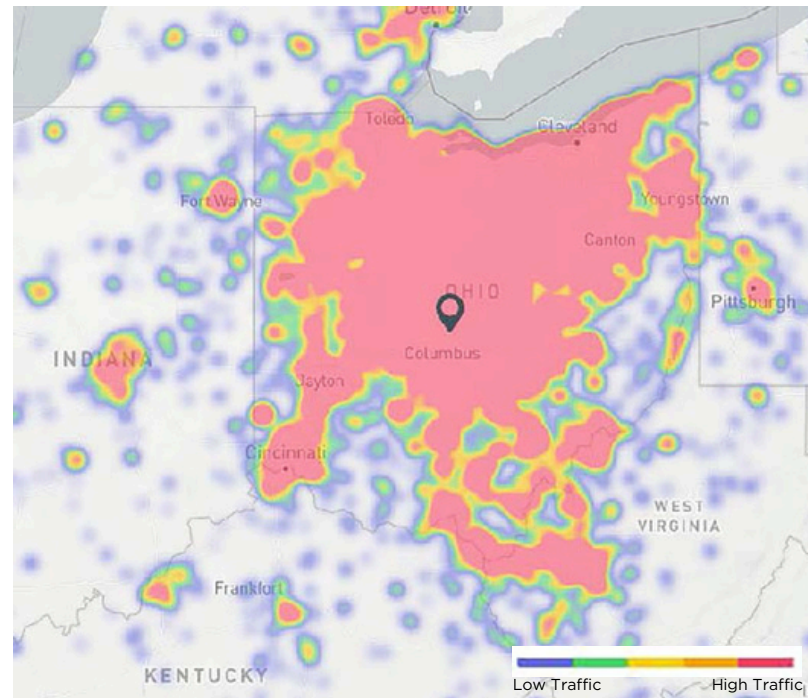 Detroit
Toledo
Cleveland
Fort Wayne
Youngstown
Canton
OHIO
Pittsburgh
INDIANA
Columbus
Dayton
Cincinnati
WEST
VIRGINIA
Frankfort
KENTUCKY
Low Traffic High Traffic